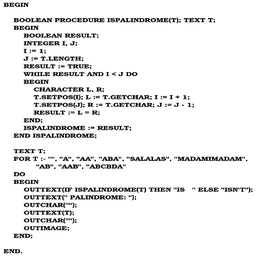 BEGIN
BOOLEAN PROCEDURE ISPALINDROME(T); TEXT T;
BEGIN
BOOLEAN RESULT;
INTEGER I, J;
I := 1;
J := T.LENGTH;
RESULT := TRUE;
WHILE RESULT AND I < J DO
BEGIN
CHARACTER L, R;
T.SETPOS(I); L := T.GETCHAR; I := I + 1;
T.SETPOS(J); R := T.GETCHAR; J := J - 1;
RESULT := L = R;
END;
ISPALINDROME := RESULT;
END ISPALINDROME;
TEXT T;
FOR T :- "", "A", "AA", "ABA", "SALALAS", "MADAMIMADAM",
"AB", "AAB", "ABCBDA"
DO
BEGIN
OUTTEXT(IF ISPALINDROME(T) THEN "IS   " ELSE "ISN'T");
OUTTEXT(" PALINDROME: ");
OUTCHAR('"');
OUTTEXT(T);
OUTCHAR('"');
OUTIMAGE;
END;
END.